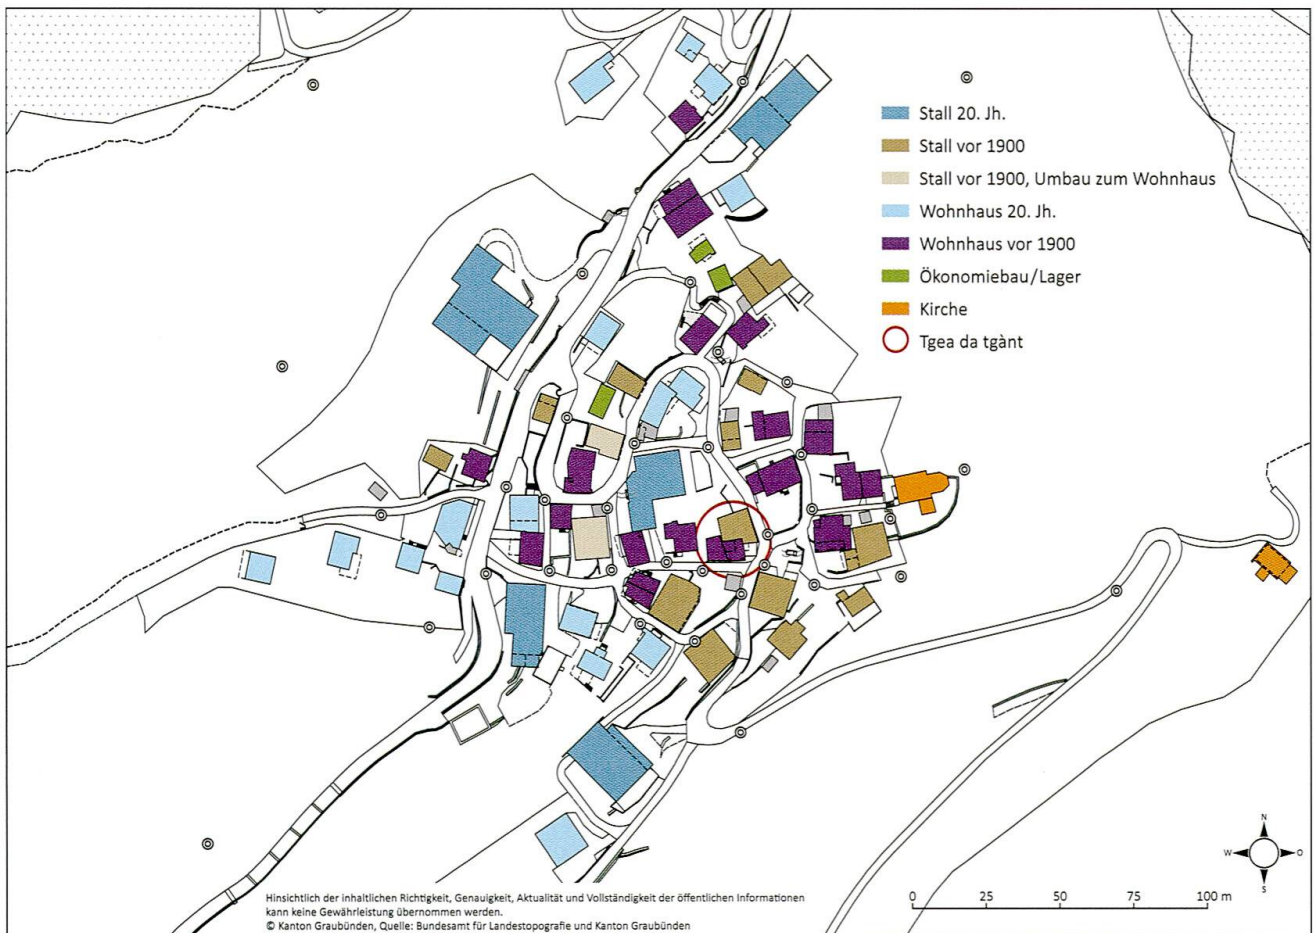 Stall 20. Jh.
Stall vor 1900
Stall vor 1900, Umbau zum Wohnhaus
Wohnhaus 20. Jh.
Wohnhaus vor 1900
Ökonomiebau/Lager
Kirche
Tgea da tgànt
N
W
O
S
0 25 50 75 100 m
Hinsichtlich der inhaltlichen Richtigkeit, Genauigkeit, Aktualität und Vollständigkeit der öffentlichen Informationen
kann keine Gewährleistung übernommen werden.
© Kanton Graubünden, Quelle: Bundesamt für Landestopografie und Kanton Graubünden